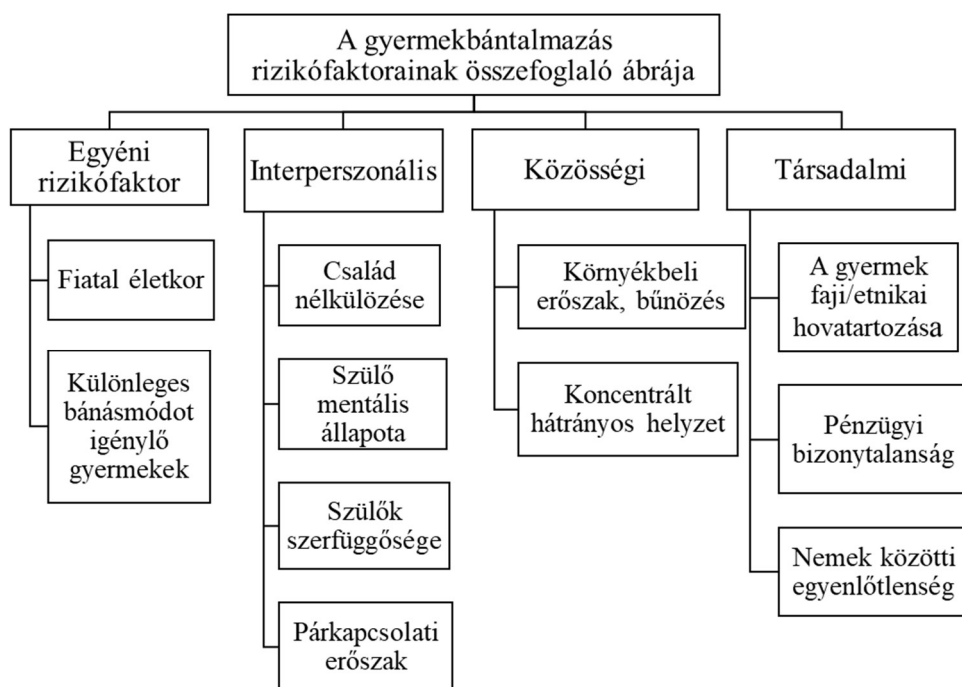 A gyermekbántalmazás
rizikófaktorainak összefoglaló ábrája
Egyéni
rizikófaktor
Fiatal életkor
Különleges
bánásmódot
igénylő
gyermekek
Interperszonális
Család
nélkülözése
Szülő
mentális
állapota
Szülők
szerfüggősége
Párkapcsolati
erőszak
Közösségi
Környékbeli
erőszak, bűnözés
Koncentrált
hátrányos helyzet
Társadalmi
A gyermek
faji/etnikai
hovatartozása
Pénzügyi
bizonytalanság
Nemek közötti
egyenlőtlenség